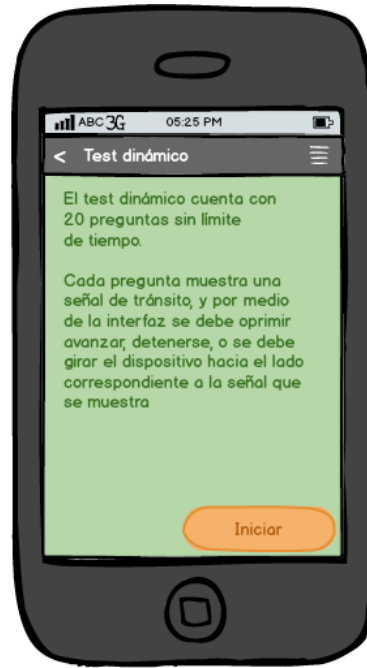 ABC 3G 05:25 PM
< Test dinámico
El test dinámico cuenta con
20 preguntas sin límite
de tiempo.
Cada pregunta muestra una
señal de tránsito, y por medio
de la interfaz se debe oprimir
avanzar, detenerse, o se debe
girar el dispositivo hacia el lado
correspondiente a la señal que
se muestra
Iniciar